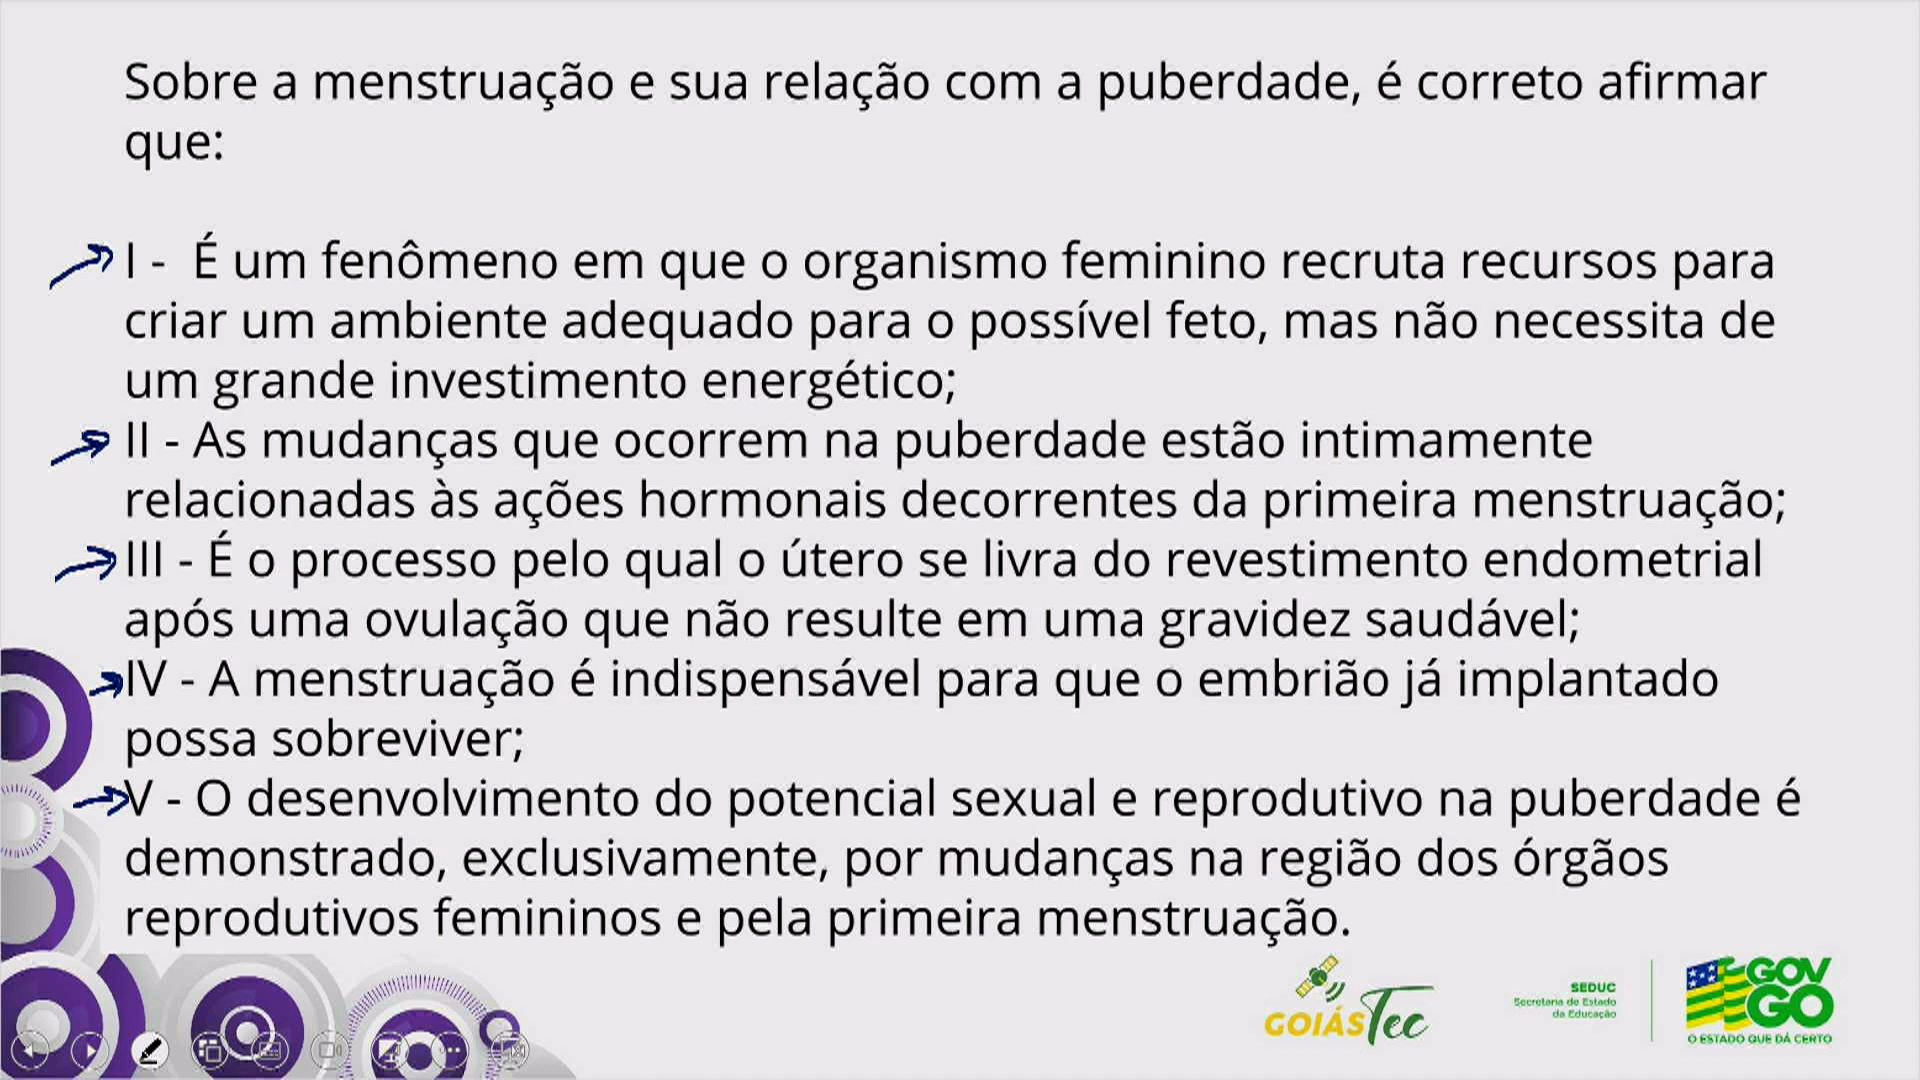 Sobre a menstruação e sua relação com a puberdade, é correto afirmar
que:
I - É um fenômeno em que o organismo feminino recruta recursos para
criar um ambiente adequado para o possível feto, mas não necessita de
um grande investimento energético;
II - As mudanças que ocorrem na puberdade estão intimamente
relacionadas às ações hormonais decorrentes da primeira menstruação;
III - É o processo pelo qual o útero se livra do revestimento endometrial
após uma ovulação que não resulte em uma gravidez saudável;
IV - A menstruação é indispensável para que o embrião já implantado
possa sobreviver;
V - O desenvolvimento do potencial sexual e reprodutivo na puberdade é
demonstrado, exclusivamente, por mudanças na região dos órgãos
reprodutivos femininos e pela primeira menstruação.
GOIÁS Tec
SEDUC
Secretaria de Estado
da Educação
GOV
GO
O ESTADO QUE DÁ CERTO